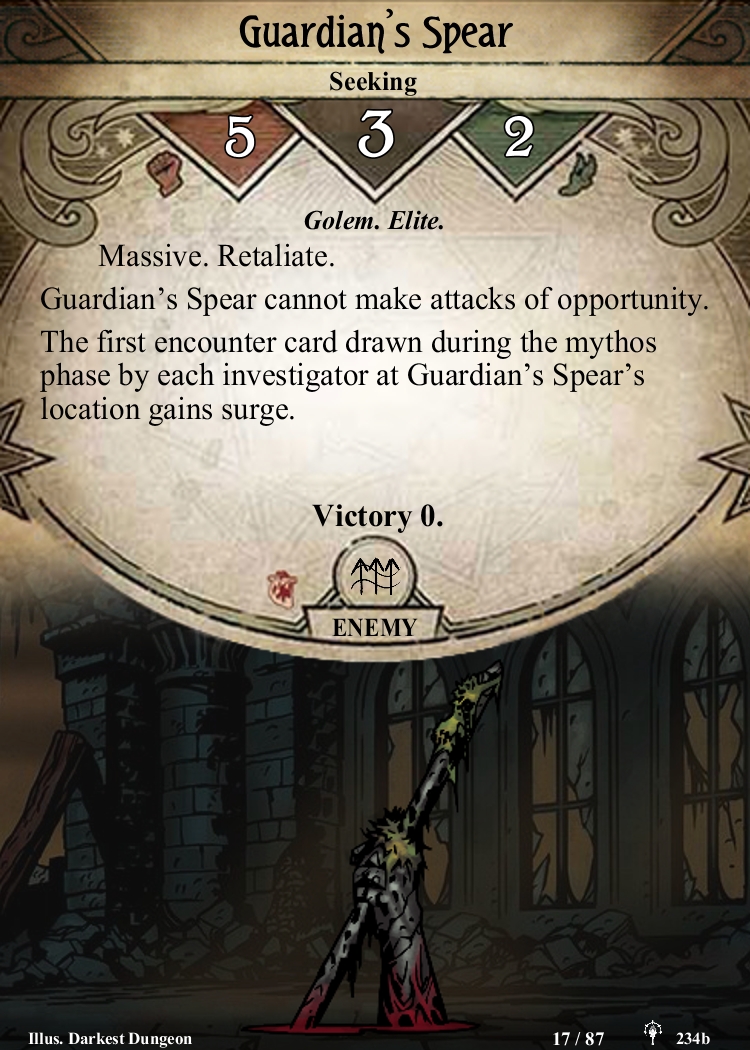 Guardian’s Spear
Seeking
5 3 2
Golem. Elite.
Massive. Retaliate.
Guardian’s Spear cannot make attacks of opportunity.
The first encounter card drawn during the mythos
phase by each investigator at Guardian’s Spear’s
location gains surge.
Victory 0.
ENEMY
Illus. Darkest Dungeon 17 / 87 234b